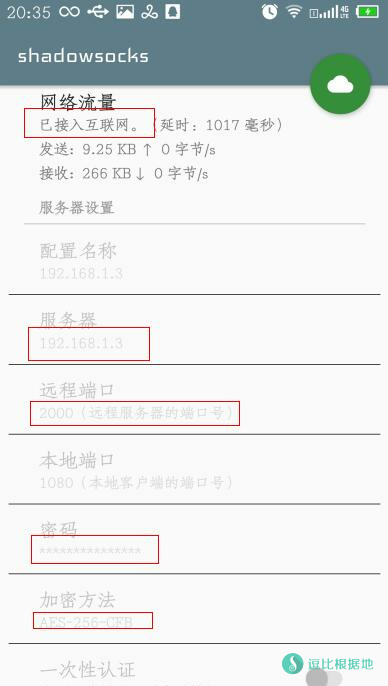 20:35
4G
LTE
shadowsocks
网络流量
已接入互联网。（延时：1017 毫秒）
发送：9.25 KB ↑ 0 字节/s
接收：266 KB ↓ 0 字节/s
服务器设置
配置名称
192.168.1.3
服务器
192.168.1.3
远程端口
2000（远程服务器的端口号）
本地端口
1080（本地客户端的端口号）
密码
***************
加密方法
AES-256-CFB
一次性认证
逗比根据地